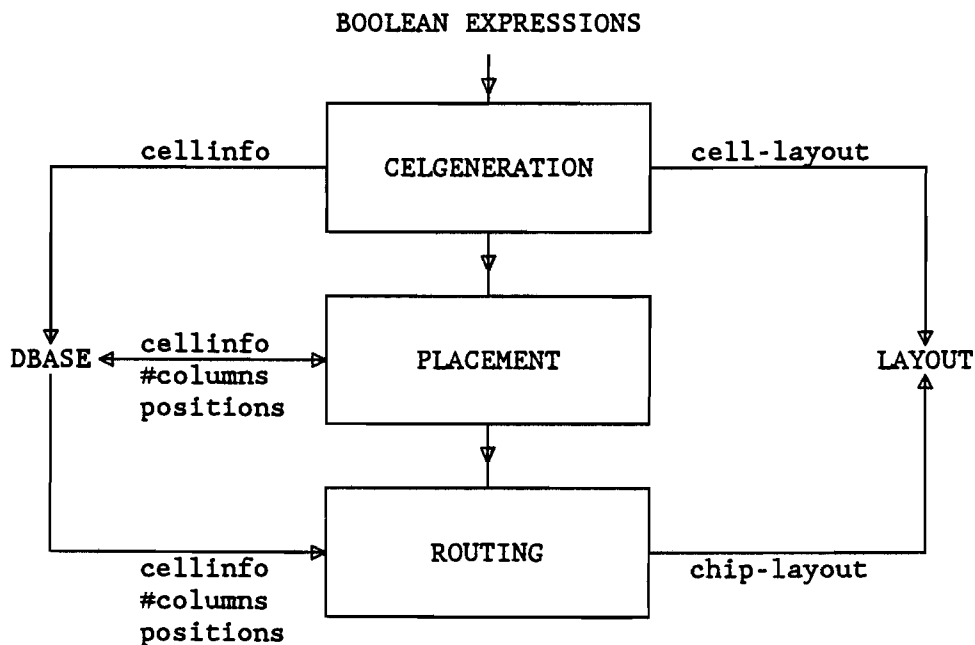 BOOLEAN EXPRESSIONS
cellinfo
CELGENERATION
cell-layout
DBASE
cellinfo
#columns
positions
PLACEMENT
LAYOUT
ROUTING
cellinfo
#columns
positions
chip-layout